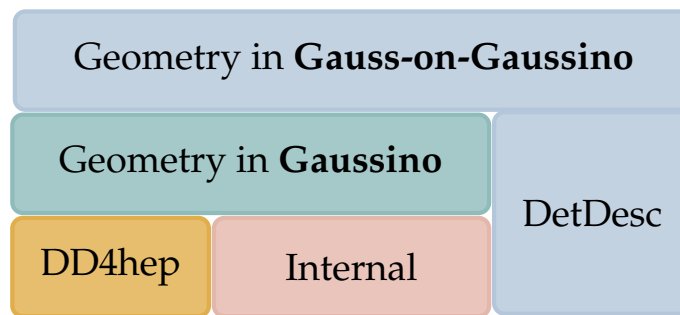 Geometry in Gauss-on-Gaussino
Geometry in Gaussino
DetDesc
DD4hep
Internal